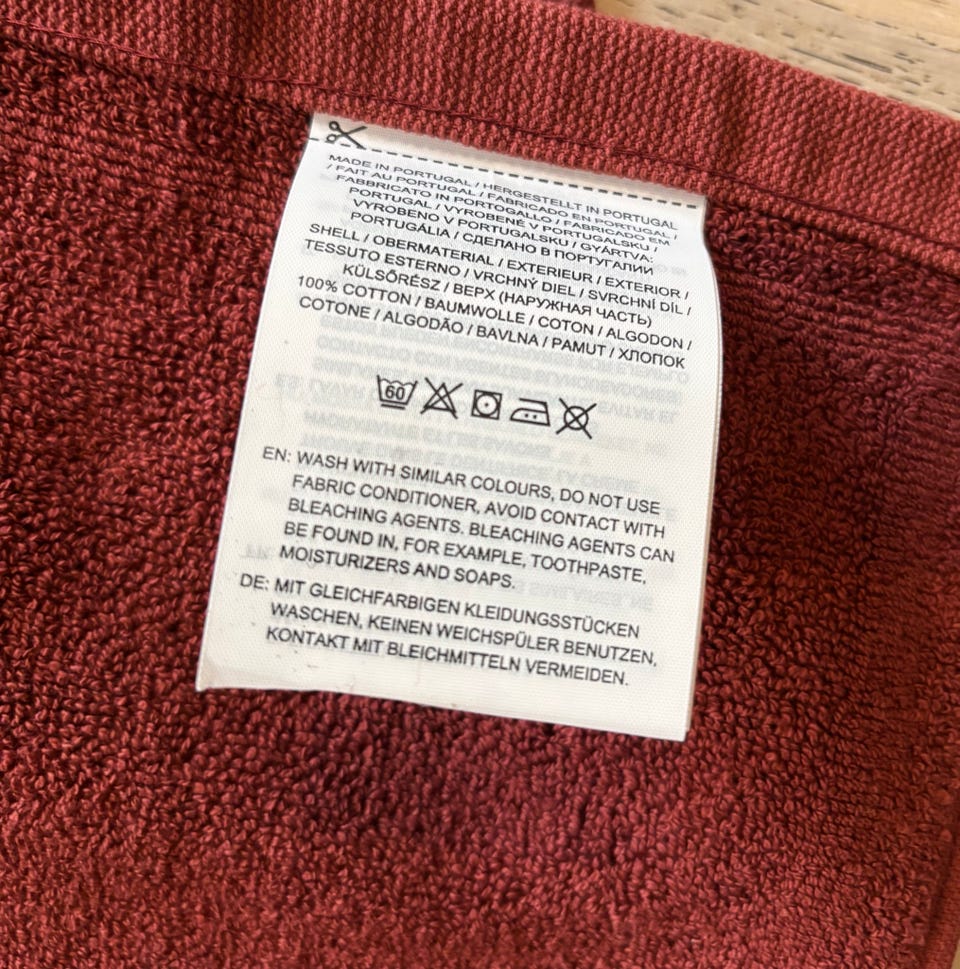 MADE IN PORTUGAL / HERGESTELLT IN PORTUGAL
/ FAIT AU PORTUGAL / FABRICADO EN PORTUGAL /
FABBRICATO IN PORTOGALLO / FABRICADO EM
PORTUGAL / VYROBENÉ V PORTUGALSKU /
VYROBENO V PORTUGALSKU / GYÁRTVA:
PORTUGÁLIA / СДЕЛАНО В ПОРТУГАЛИИ
SHELL / OBERMATERIAL / EXTERIEUR / EXTERIOR /
TESSUTO ESTERNO / VRCHNÝ DIEL / SVRCHNÍ DÍL /
KÜLSŐRÉSZ / ВЕРХ (НАРУЖНАЯ ЧАСТЬ)
100% COTTON / BAUMWOLLE / COTON / ALGODON /
COTONE / ALGODÃO / BAVLNA / PAMUT / ХЛОПОК
60
EN: WASH WITH SIMILAR COLOURS, DO NOT USE
FABRIC CONDITIONER, AVOID CONTACT WITH
BLEACHING AGENTS. BLEACHING AGENTS CAN
BE FOUND IN, FOR EXAMPLE, TOOTHPASTE,
MOISTURIZERS AND SOAPS.
DE: MIT GLEICHFARBIGEN KLEIDUNGSSTÜCKEN
WASCHEN, KEINEN WEICHSPÜLER BENUTZEN,
KONTAKT MIT BLEICHMITTELN VERMEIDEN.